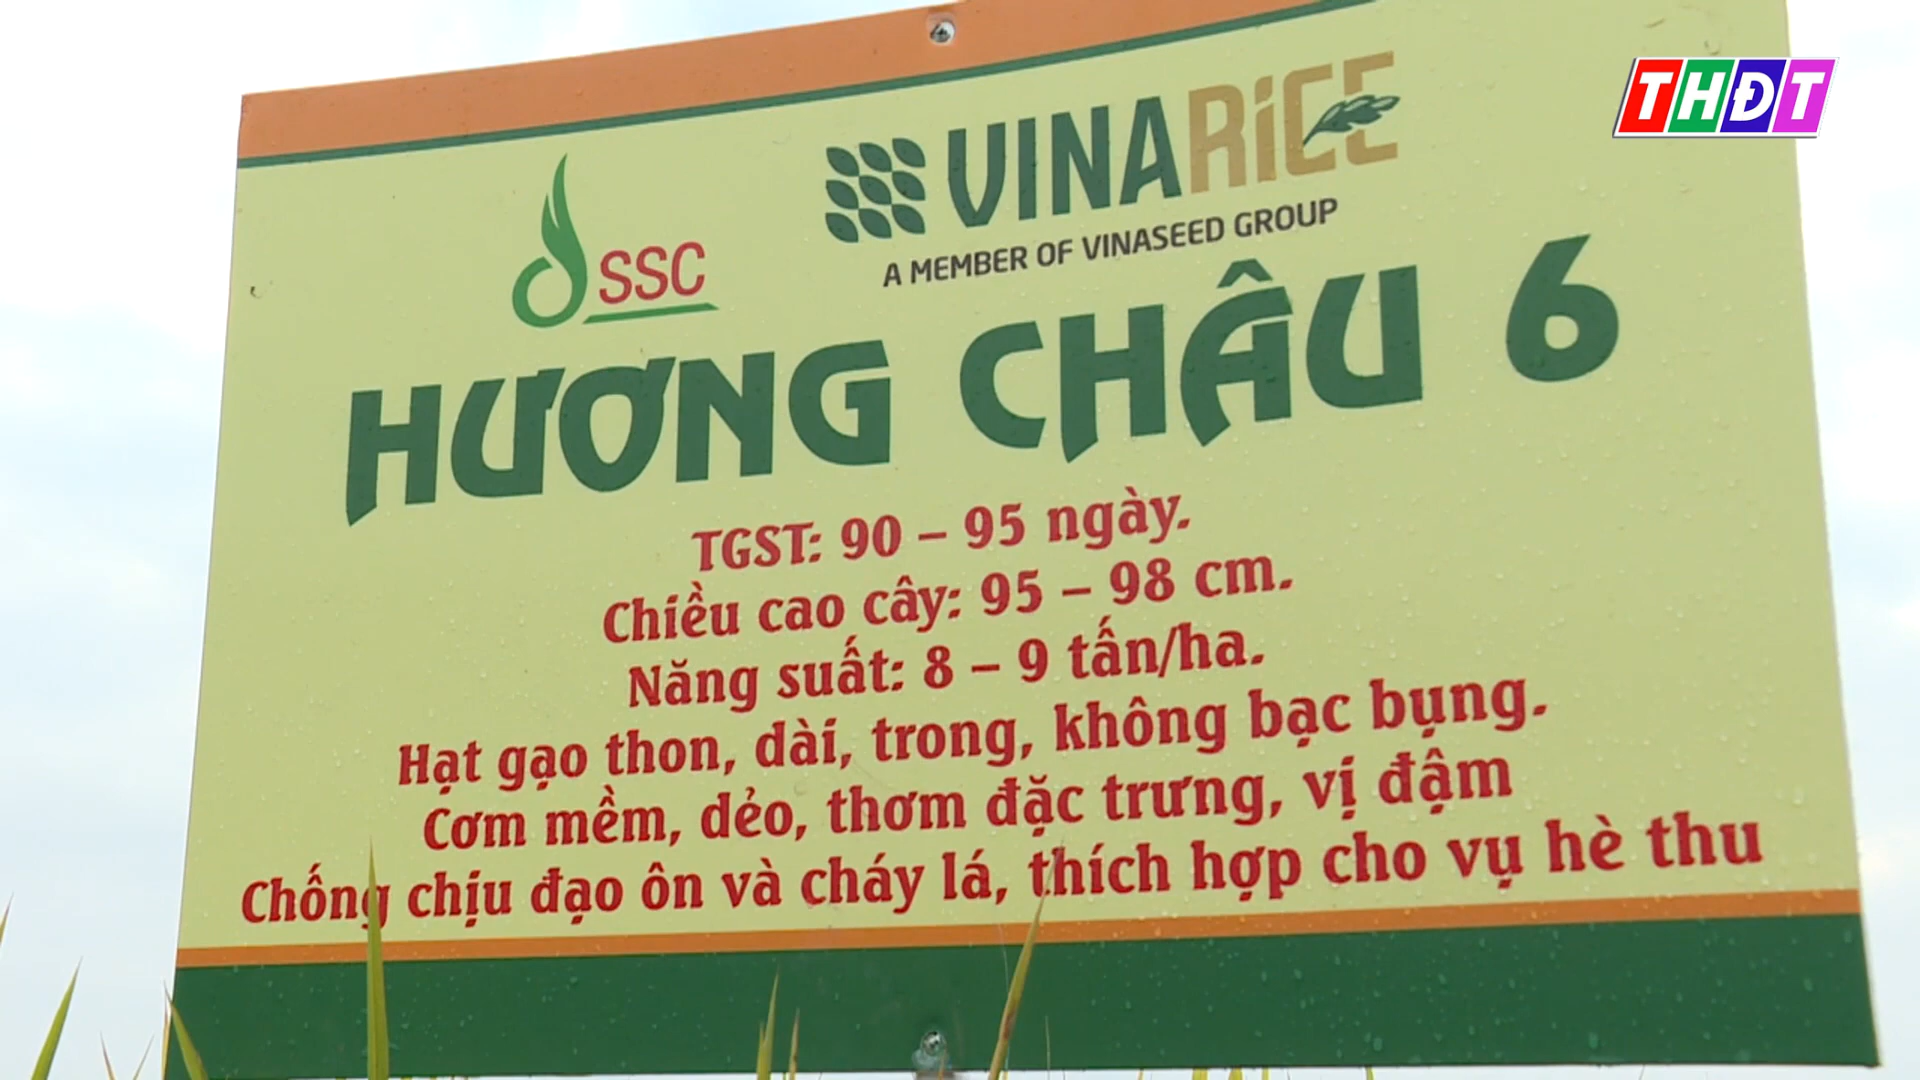 THĐT
VINARiCE
SSC
A MEMBER OF VINASEED GROUP
HƯƠNG CHÂU 6
TGST: 90 – 95 ngày.
Chiều cao cây: 95 – 98 cm.
Năng suất: 8 – 9 tấn/ha.
Hạt gạo thon, dài, trong, không bạc bụng.
Cơm mềm, dẻo, thơm đặc trưng, vị đậm
Chống chịu đạo ôn và cháy lá, thích hợp cho vụ hè thu